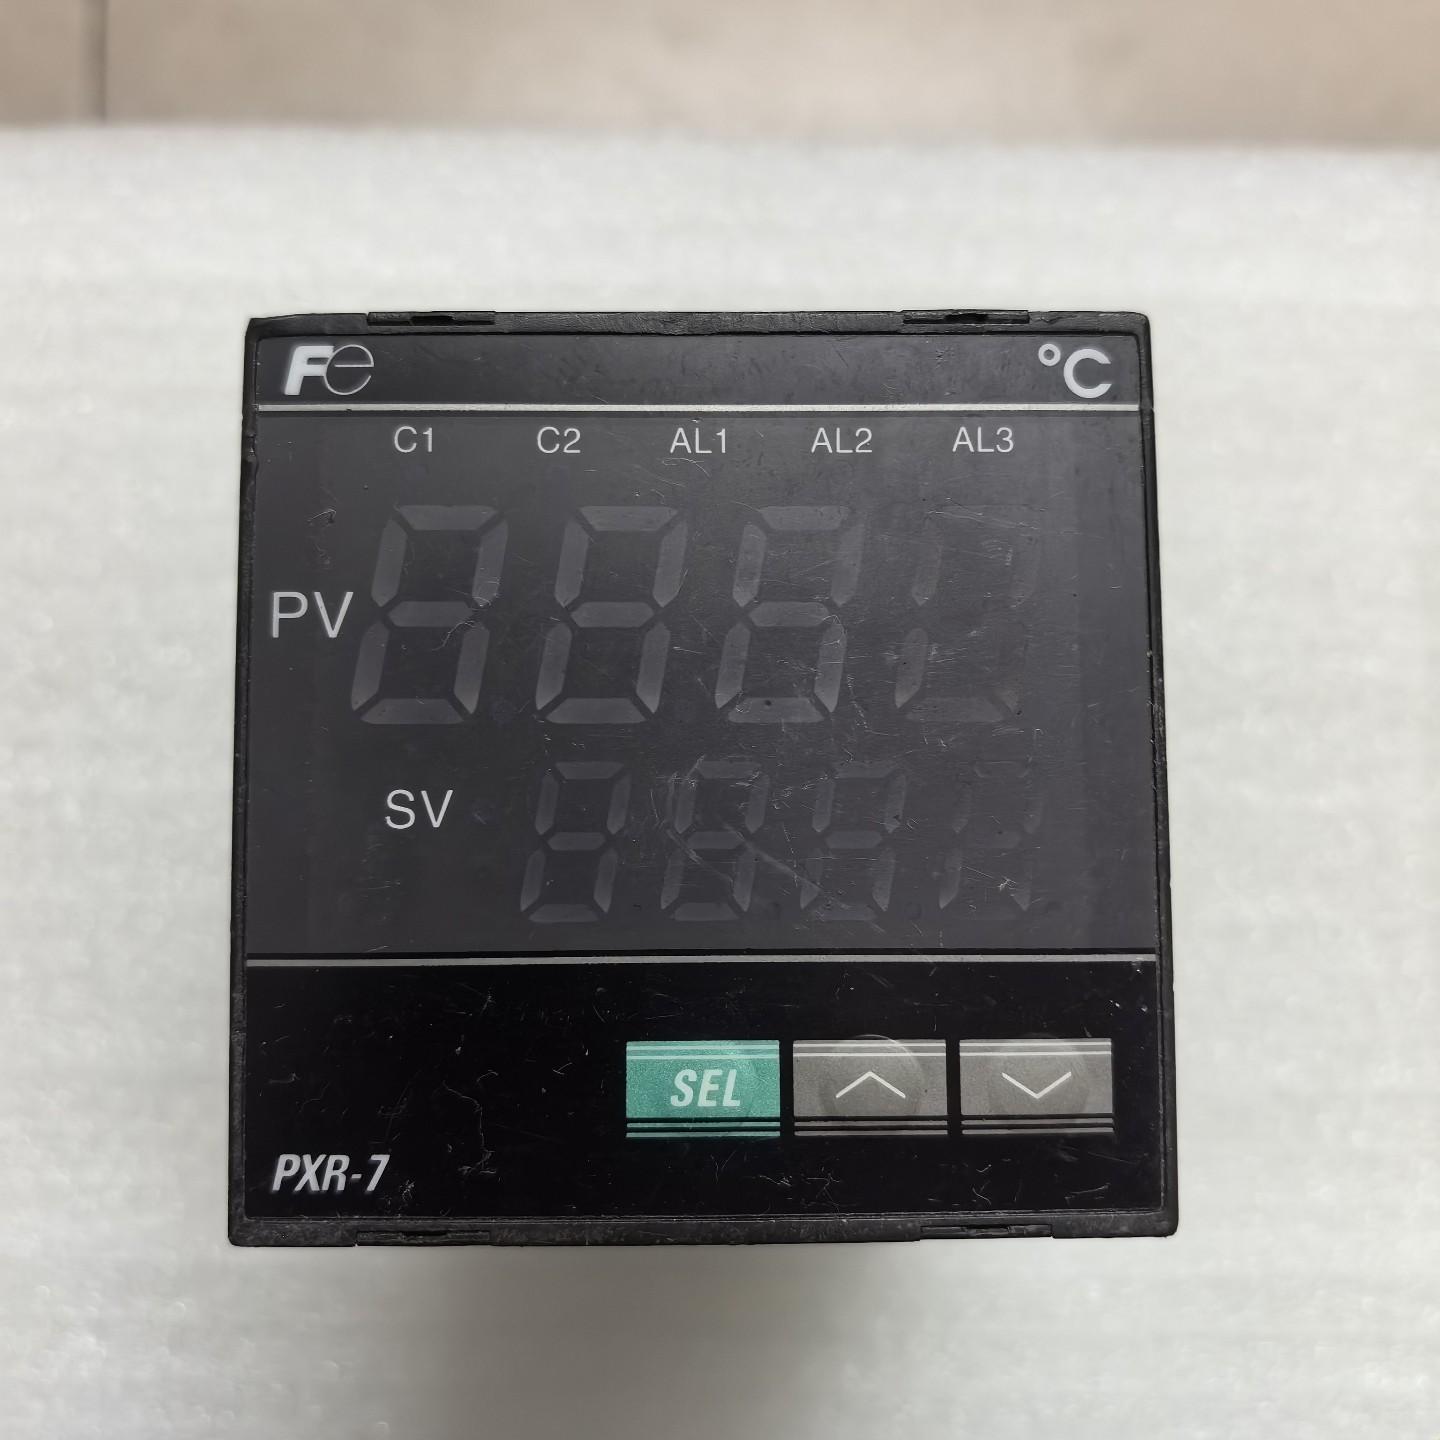 Fe °C
C1 C2 AL1 AL2 AL3
PV
SV
SEL
PXR-7